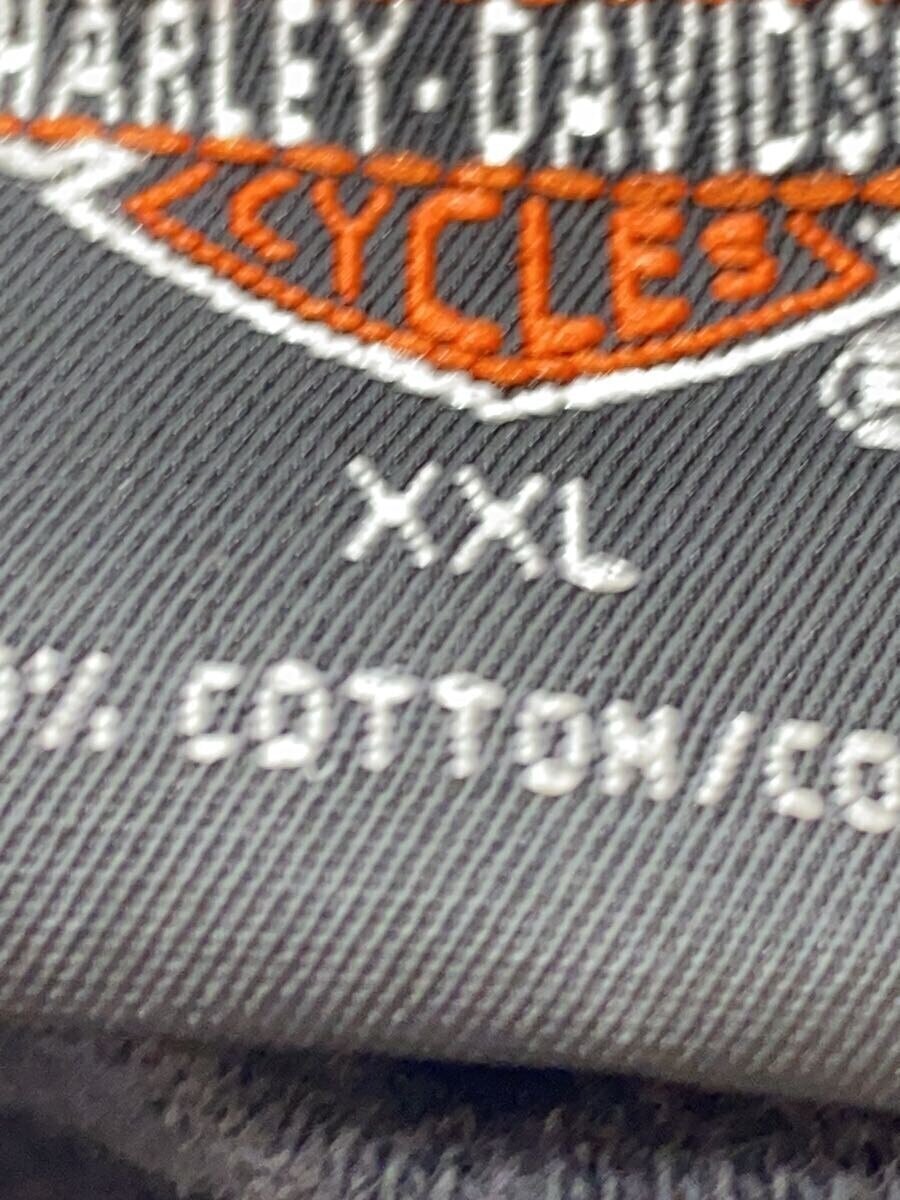 HARLEY·DAVIDS
CYCLES
XXL
% COTTON/CO